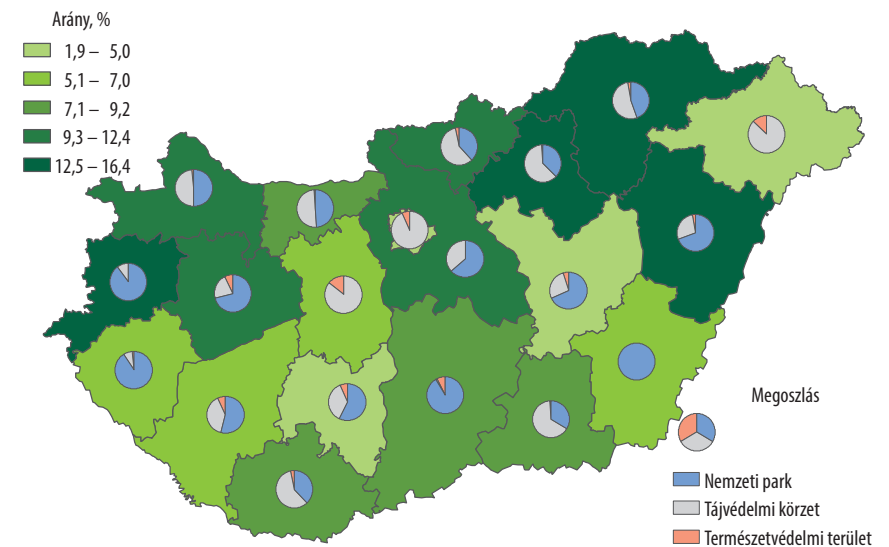 Arány, %
1,9 – 5,0
5,1 – 7,0
7,1 – 9,2
9,3 – 12,4
12,5 – 16,4
Megoszlás
Nemzeti park
Tájvédelmi körzet
Természetvédelmi terület